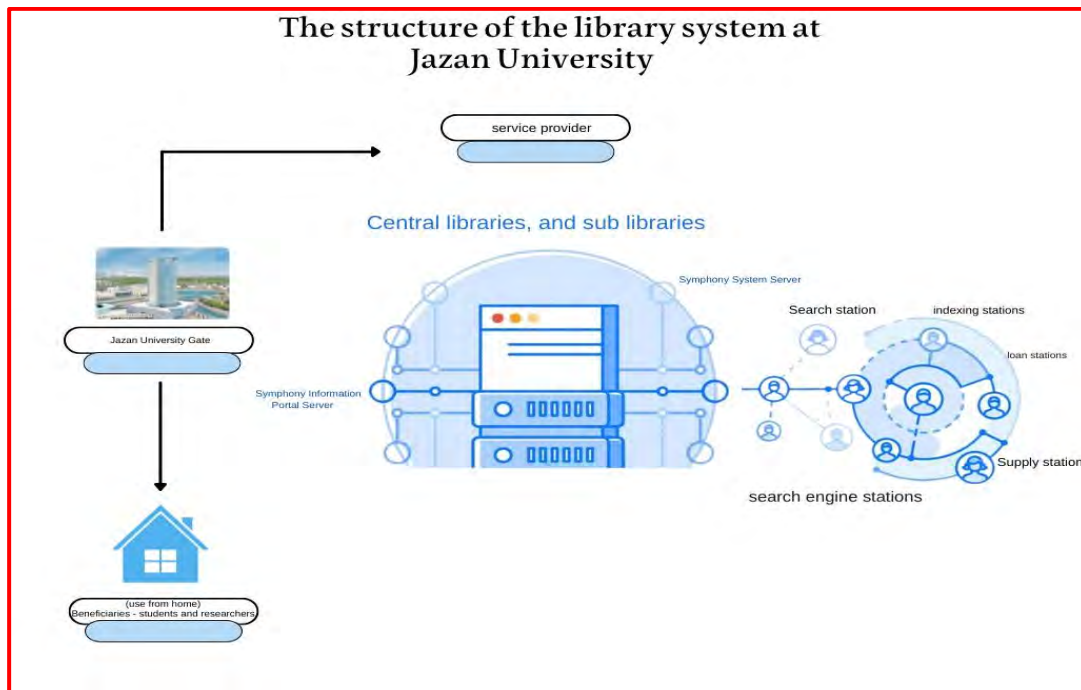 The structure of the library system at
Jazan University
service provider
Central libraries, and sub libraries
Symphony System Server
Search station
indexing stations
loan stations
Jazan University Gate
Symphony Information
Portal Server
Supply station
search engine stations
(use from home)
Beneficiaries - students and researchers